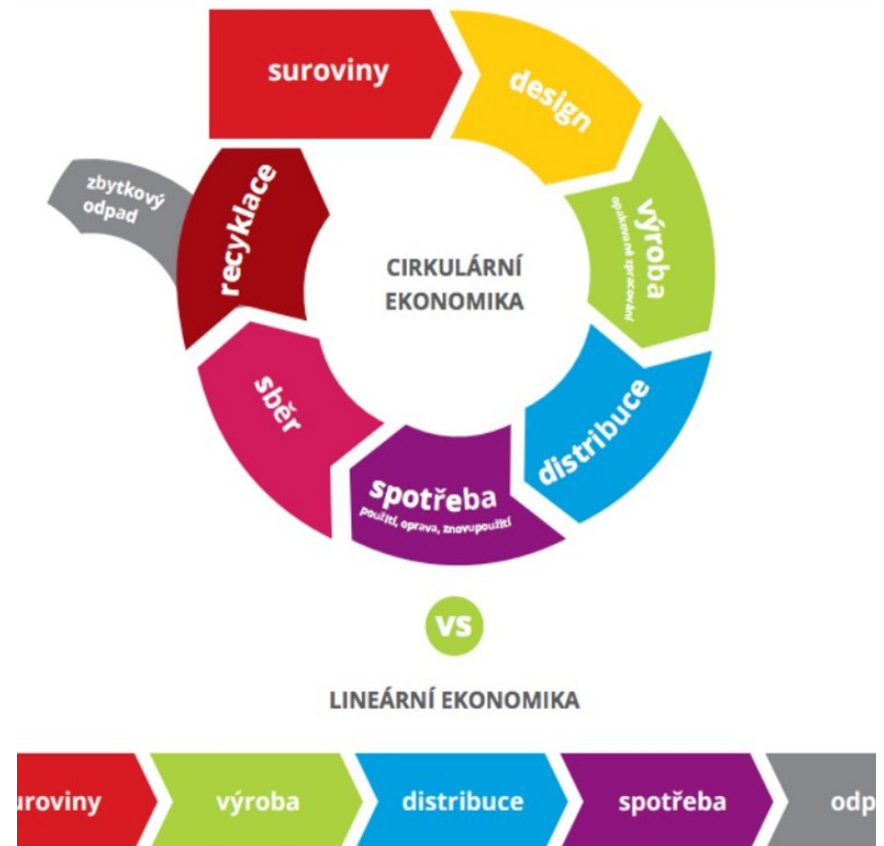 suroviny
design
výroba
opakované zpracování
distribuce
spotřeba
použití, oprava, znovupoužití
sběr
recyklace
zbytkový
odpad
CIRKULÁRNÍ
EKONOMIKA
vs
LINEÁRNÍ EKONOMIKA
uroviny
výroba
distribuce
spotřeba
odp